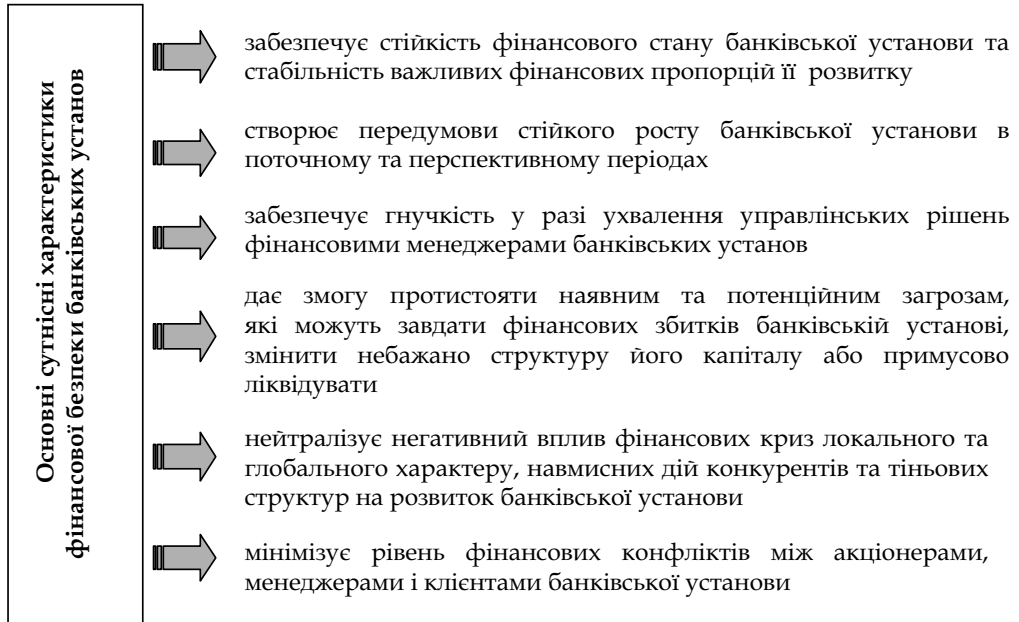 Основні сутнісні характеристики
фінансової безпеки банківських установ
забезпечує стійкість фінансового стану банківської установи та
стабільність важливих фінансових пропорцій її розвитку
створює передумови стійкого росту банківської установи в
поточному та перспективному періодах
забезпечує гнучкість у разі ухвалення управлінських рішень
фінансовими менеджерами банківських установ
дає змогу протистояти наявним та потенційним загрозам,
які можуть завдати фінансових збитків банківській установі,
змінити небажано структуру його капіталу або примусово
ліквідувати
нейтралізує негативний вплив фінансових криз локального та
глобального характеру, навмисних дій конкурентів та тіньових
структур на розвиток банківської установи
мінімізує рівень фінансових конфліктів між акціонерами,
менеджерами і клієнтами банківської установи